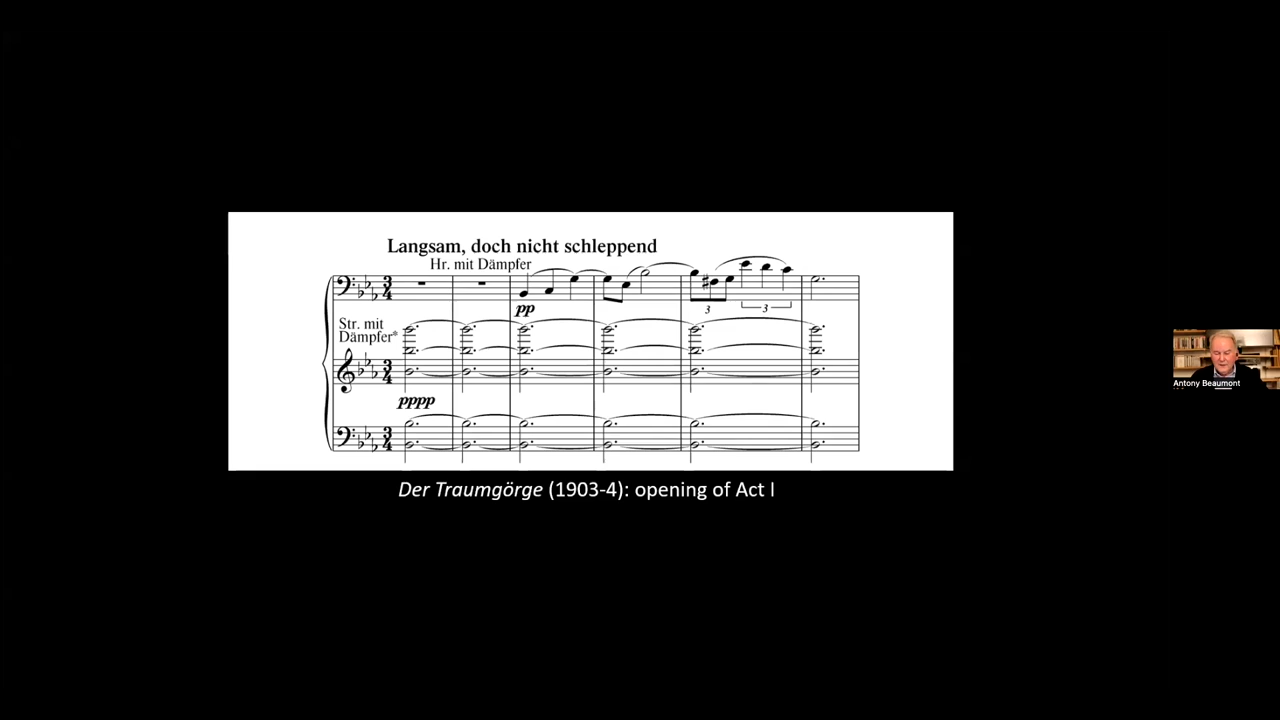 Langsam, doch nicht schleppend
Hr. mit Dämpfer
pp
3
3
Str. mit
Dämpfer*
pppp
Der Traumgörge (1903-4): opening of Act I
Antony Beaumont